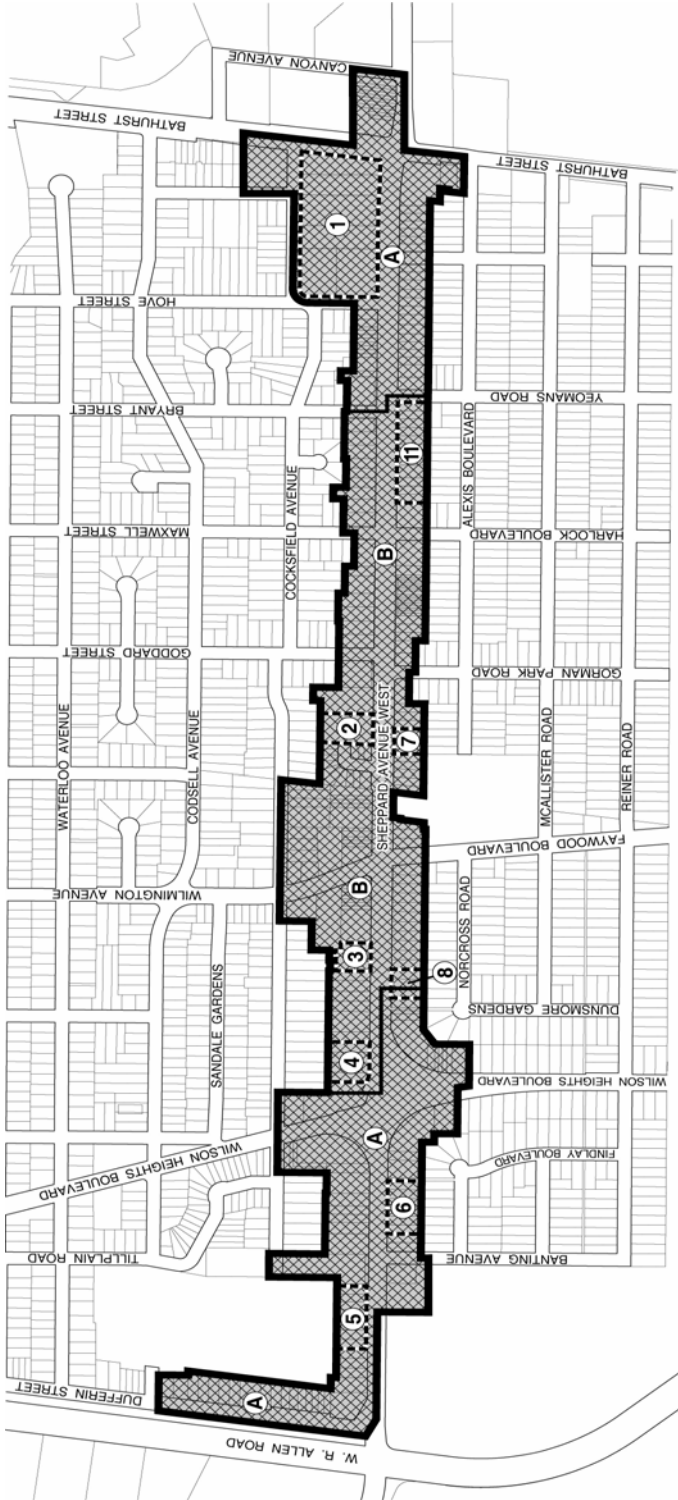 CANYON AVENUE
BATHURST STREET
BATHURST STREET
1
A
HOVE STREET
BRYANT STREET
YEOMANS ROAD
11
ALEXIS BOULEVARD
COCKSFIELD AVENUE
MAXWELL STREET
HARLOCK BOULEVARD
B
GODDARD STREET
GORMAN PARK ROAD
WATERLOO AVENUE
CODSELL AVENUE
2
SHEPPARD AVENUE WEST
7
MCALLISTER ROAD
REINER ROAD
FAYWOOD BOULEVARD
WILMINGTON AVENUE
B
NORCROSS ROAD
3
8
SANDALE GARDENS
DUNSMORE GARDENS
4
WILSON HEIGHTS BOULEVARD
WILSON HEIGHTS BOULEVARD
A
FINDLAY BOULEVARD
6
TILLPLAIN ROAD
BANTING AVENUE
5
DUFFERIN STREET
A
W. R. ALLEN ROAD